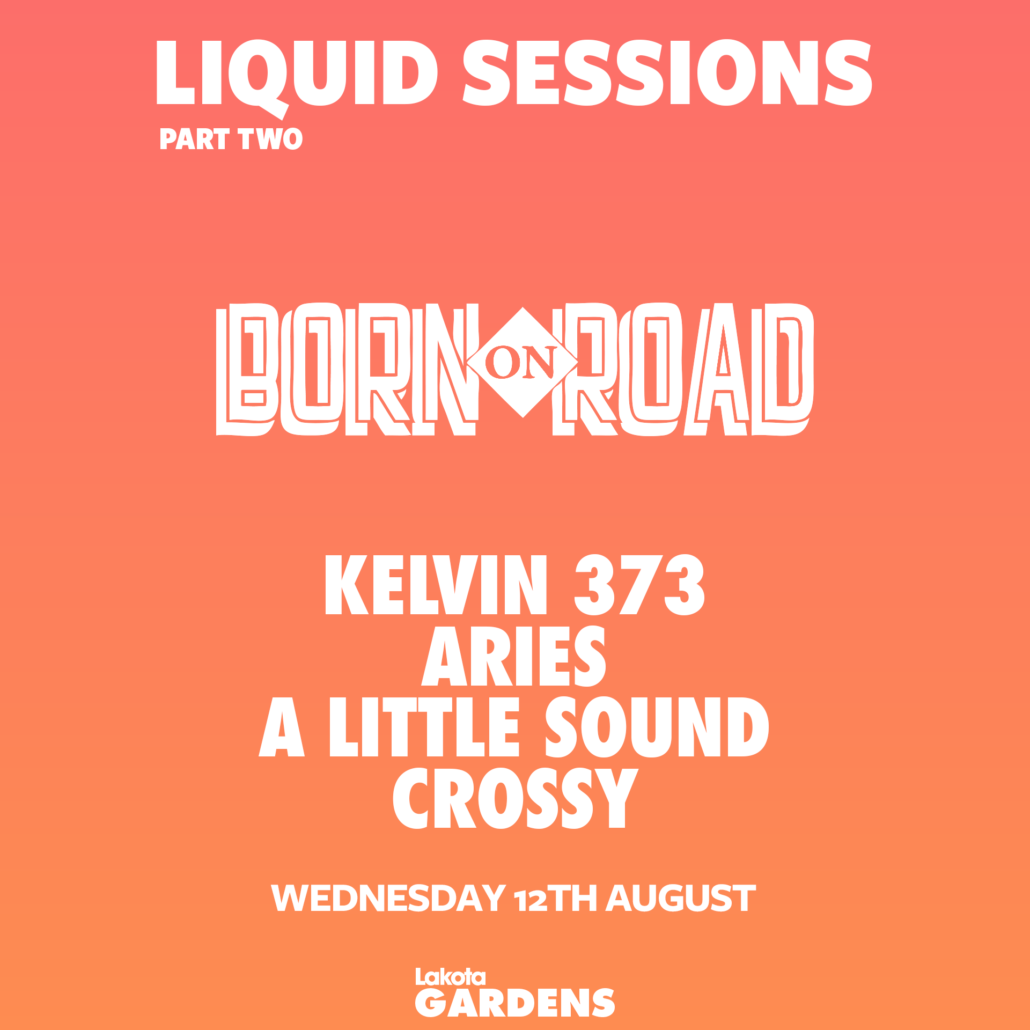 LIQUID SESSIONS
PART TWO
BORN ON ROAD
KELVIN 373
ARIES
A LITTLE SOUND
CROSSY
WEDNESDAY 12TH AUGUST
Lakota
GARDENS